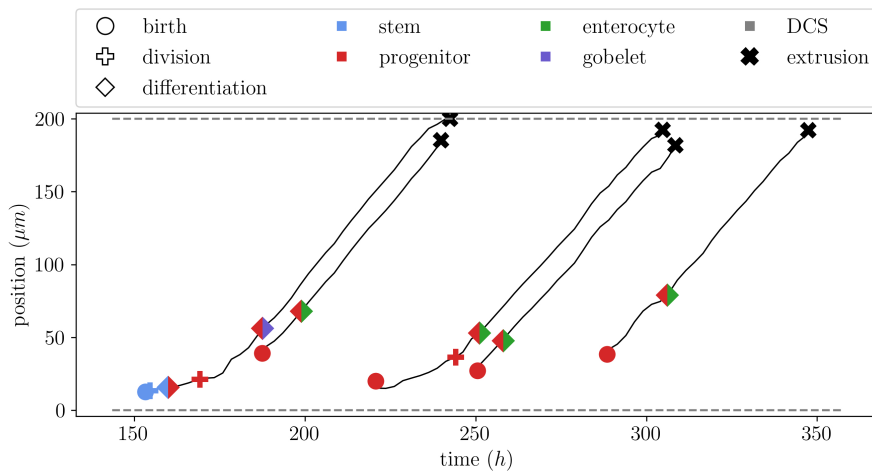 birth stem enterocyte DCS
division progenitor gobelet extrusion
differentiation
200
150
100
50
0
position (μm)
150 200 250 300 350
time (h)